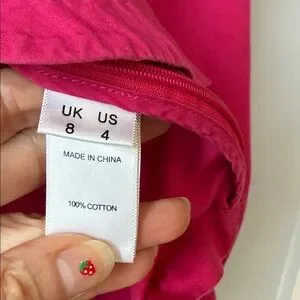 UK US
8 4
MADE IN CHINA
100% COTTON